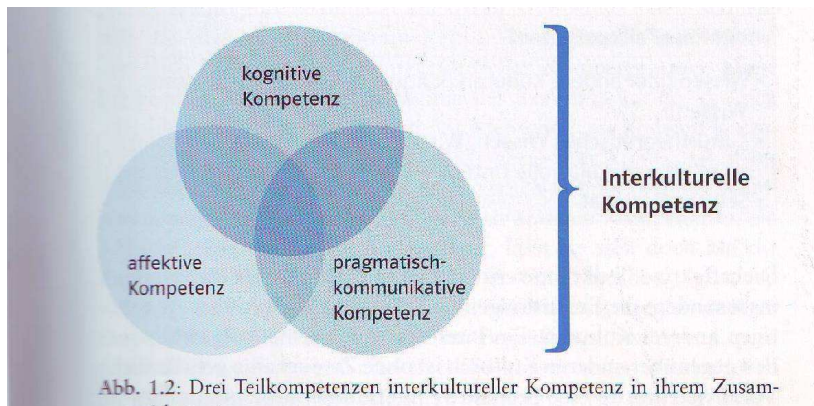 kognitive
Kompetenz
affektive
Kompetenz
pragmatisch-
kommunikative
Kompetenz
Interkulturelle
Kompetenz
Abb. 1.2: Drei Teilkompetenzen interkultureller Kompetenz in ihrem Zusam-